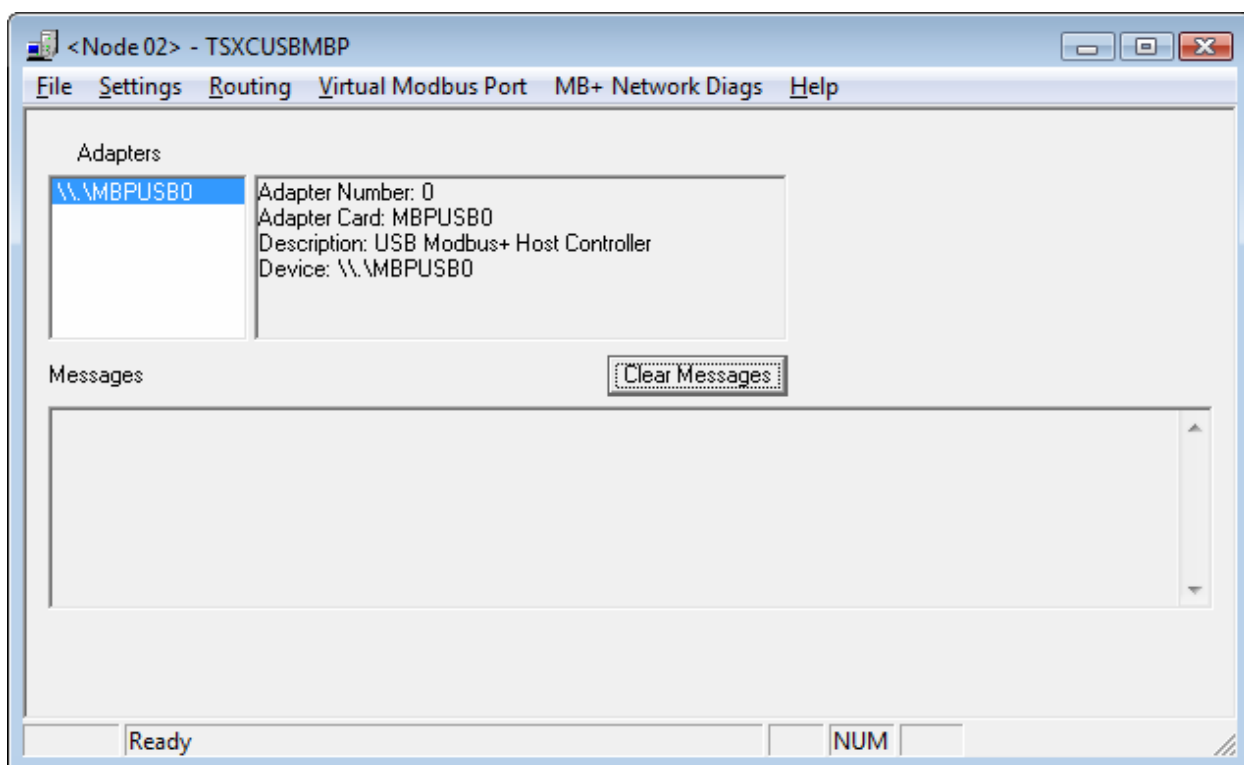 <Node 02> - TSXCUSBMBP
File Settings Routing Virtual Modbus Port MB+ Network Diags Help
Adapters
\\.\MBPUSB0
Adapter Number: 0
Adapter Card: MBPUSB0
Description: USB Modbus+ Host Controller
Device: \\.\MBPUSB0
Messages
Clear Messages
Ready
NUM